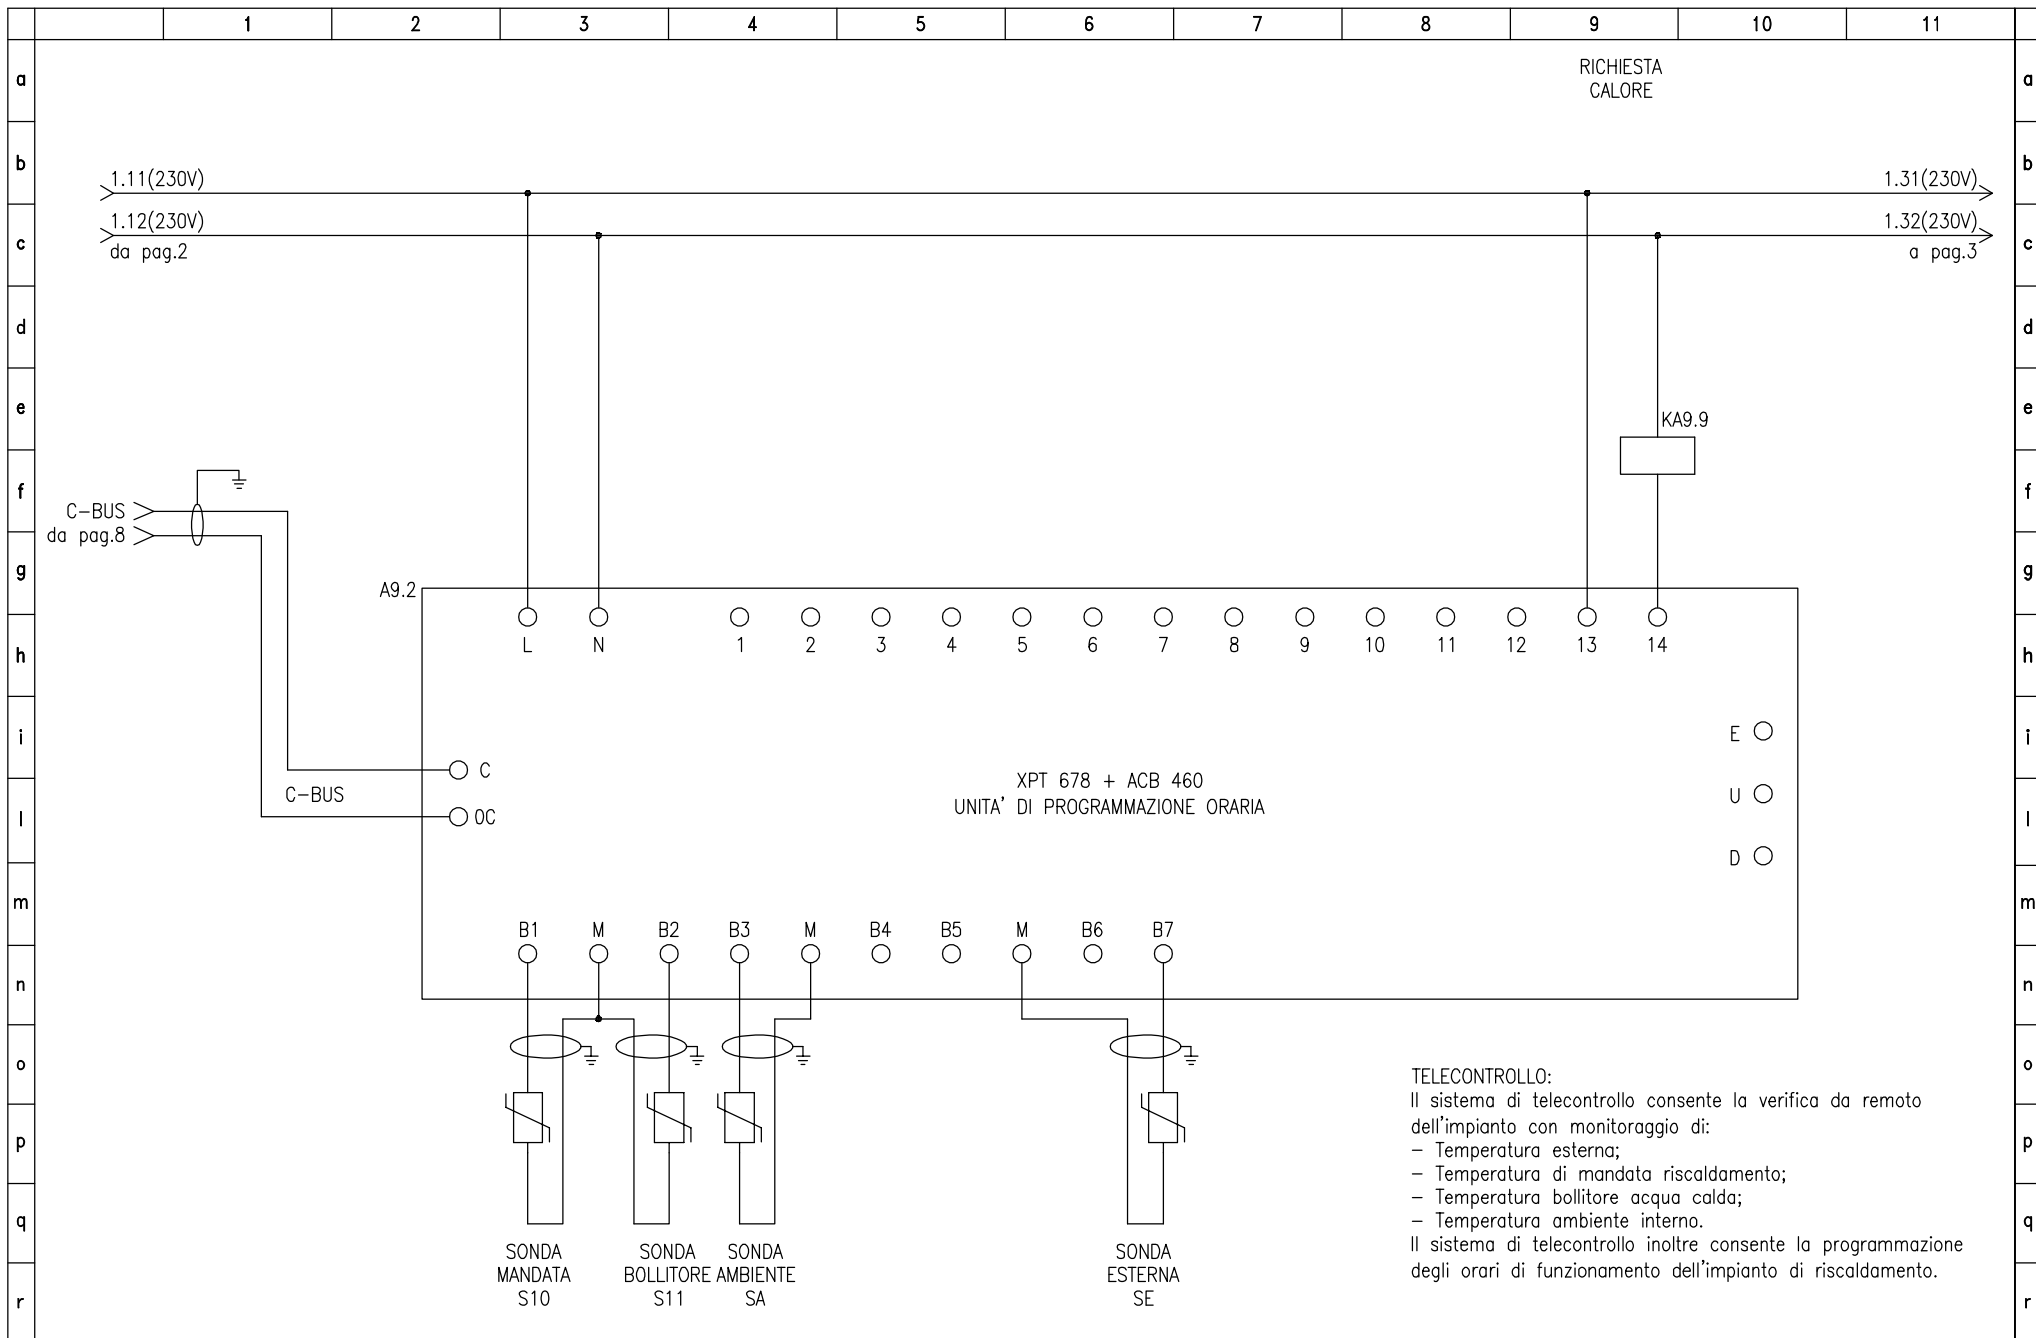 1 2 3 4 5 6 7 8 9 10 11
a a
RICHIESTA
CALORE
b b
1.11(230V) 1.31(230V)
1.12(230V) 1.32(230V)
c c
da pag.2 a pag.3
d d
e e
KA9.9
f f
C-BUS
da pag.8
g g
A9.2
L N 1 2 3 4 5 6 7 8 9 10 11 12 13 14
h h
i i
E
C
XPT 678 + ACB 460
C-BUS U
UNITA' DI PROGRAMMAZIONE ORARIA
OC
l l
D
m m
B1 M B2 B3 M B4 B5 M B6 B7
n n
o o
TELECONTROLLO:
Il sistema di telecontrollo consente la verifica da remoto
dell'impianto con monitoraggio di:
p p
- Temperatura esterna;
- Temperatura di mandata riscaldamento;
- Temperatura bollitore acqua calda;
- Temperatura ambiente interno.
q q
Il sistema di telecontrollo inoltre consente la programmazione
degli orari di funzionamento dell'impianto di riscaldamento.
SONDA
MANDATA
S10
SONDA
BOLLITORE
S11
SONDA
AMBIENTE
SA
SONDA
ESTERNA
SE
r r